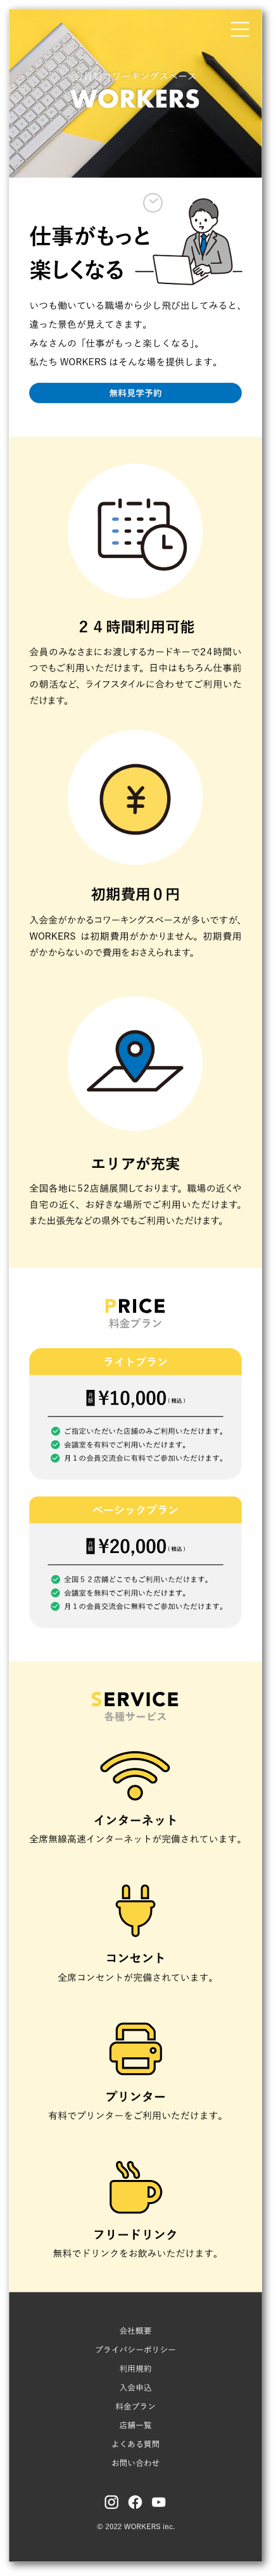 コワーキングスペース
WORKERS
仕事がもっと
楽しくなる
いつも働いている職場から少し飛び出してみると、
違った景色が見えてきます。
みなさんの「仕事がもっと楽しくなる」。
私たち WORKERS はそんな場を提供します。
無料見学予約
２４時間利用可能
会員のみなさまにお渡しするカードキーで24時間い
つでもご利用いただけます。日中はもちろん仕事前
の朝活など、ライフスタイルに合わせてご利用いた
だけます。
¥
初期費用０円
入会金がかかるコワーキングスペースが多いですが、
WORKERS は初期費用がかかりません。初期費用
がかからないので費用をおさえられます。
エリアが充実
全国各地に52店舗展開しております。職場の近くや
自宅の近く、お好きな場所でご利用いただけます。
また出張先などの県外でもご利用いただけます。
PRICE
料金プラン
ライトプラン
月額 ¥10,000（税込）
ご指定いただいた店舗のみご利用いただけます。
会議室を有料でご利用いただけます。
月１の会員交流会に有料でご参加いただけます。
ベーシックプラン
月額 ¥20,000（税込）
全国５２店舗どこでもご利用いただけます。
会議室を無料でご利用いただけます。
月１の会員交流会に無料でご参加いただけます。
SERVICE
各種サービス
インターネット
全席無線高速インターネットが完備されています。
コンセント
全席コンセントが完備されています。
プリンター
有料でプリンターをご利用いただけます。
フリードリンク
無料でドリンクをお飲みいただけます。
会社概要
プライバシーポリシー
利用規約
入会申込
料金プラン
店舗一覧
よくある質問
お問い合わせ
© 2022 WORKERS inc.